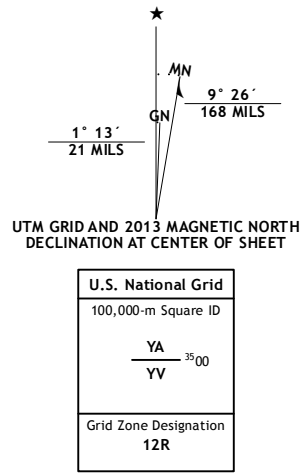 ★
MN
GN
9° 26´
168 MILS
1° 13´
21 MILS
UTM GRID AND 2013 MAGNETIC NORTH
DECLINATION AT CENTER OF SHEET
U.S. National Grid
100,000-m Square ID
YA
YV
³⁵00
Grid Zone Designation
12R